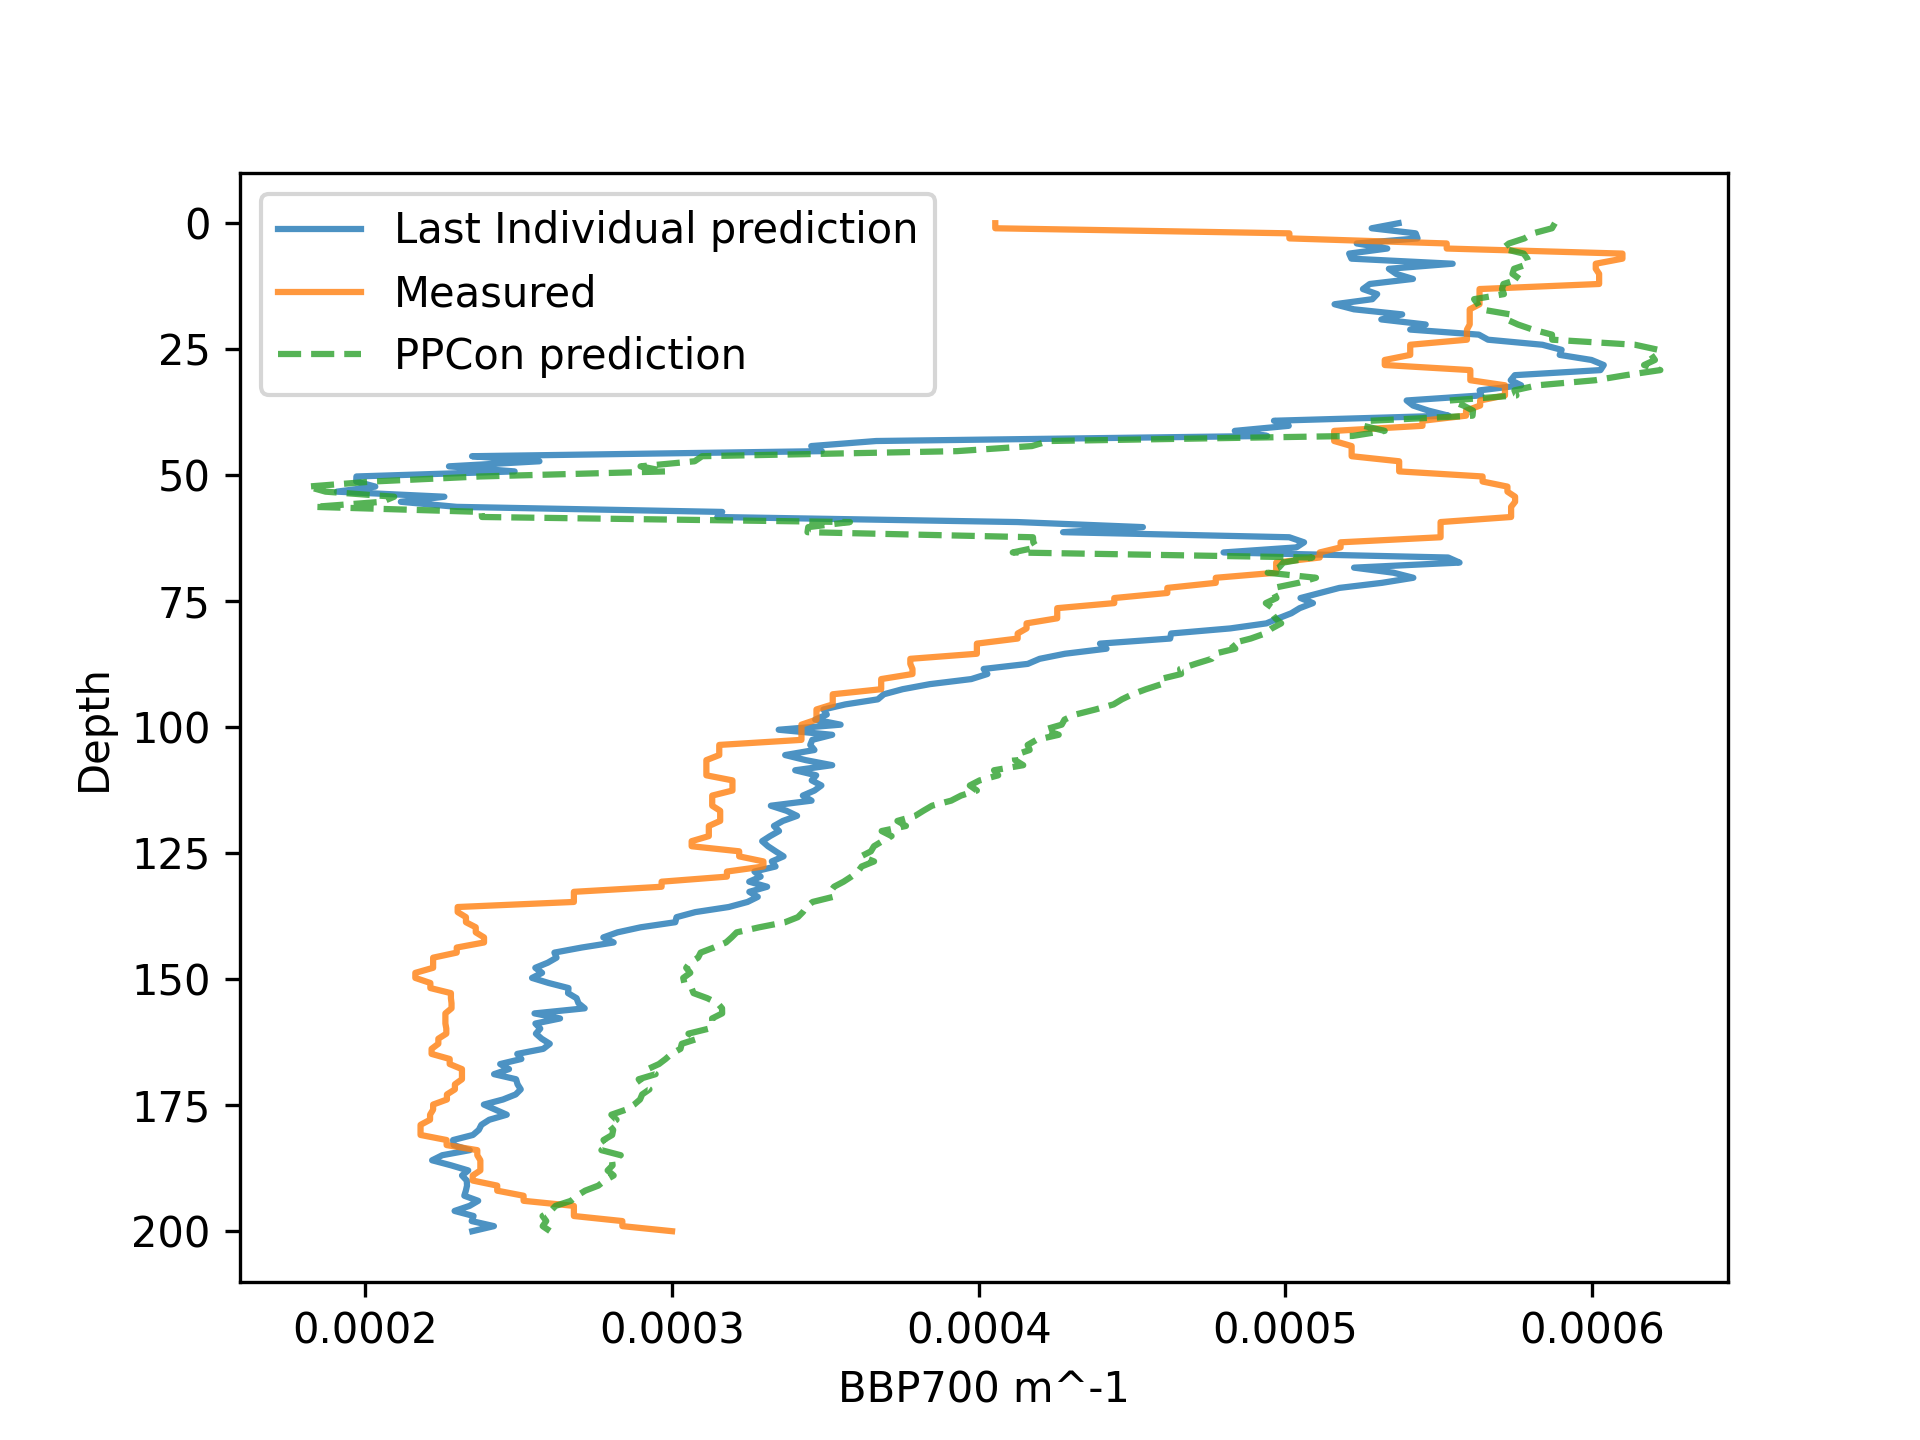 Last Individual prediction
Measured
PPCon prediction
0
25
50
75
100
125
150
175
200
Depth
0.0002 0.0003 0.0004 0.0005 0.0006
BBP700 m^-1